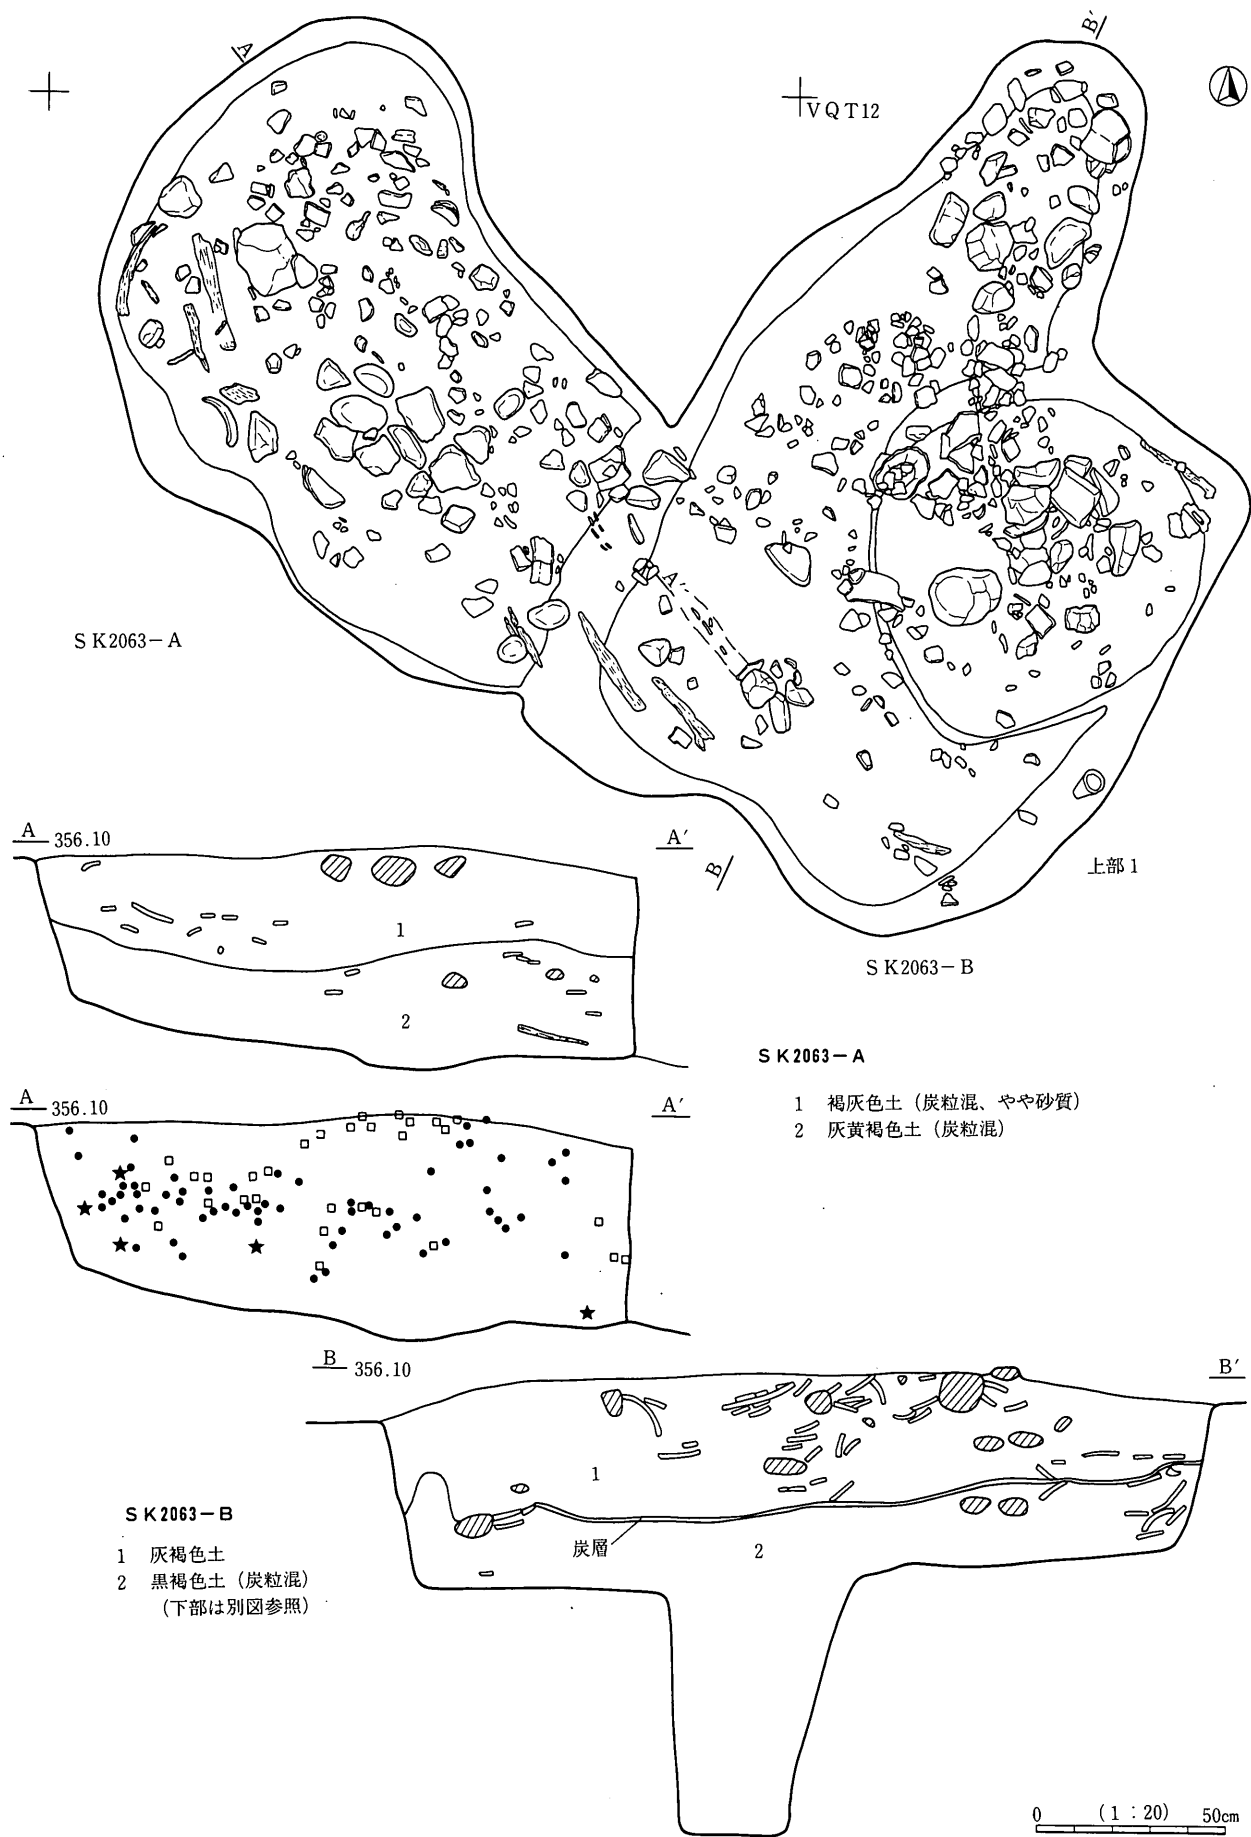 A
B′
VQT12
SK2063-A
A′
A 356.10
A′
B
上部1
1
SK2063-B
2
SK2063-A
1 褐灰色土(炭粒混、やや砂質)
2 灰黄褐色土(炭粒混)
A 356.10
A′
B 356.10
B′
1
SK2063-B
炭層
2
1 灰褐色土
2 黒褐色土(炭粒混)
(下部は別図参照)
0 (1:20) 50cm